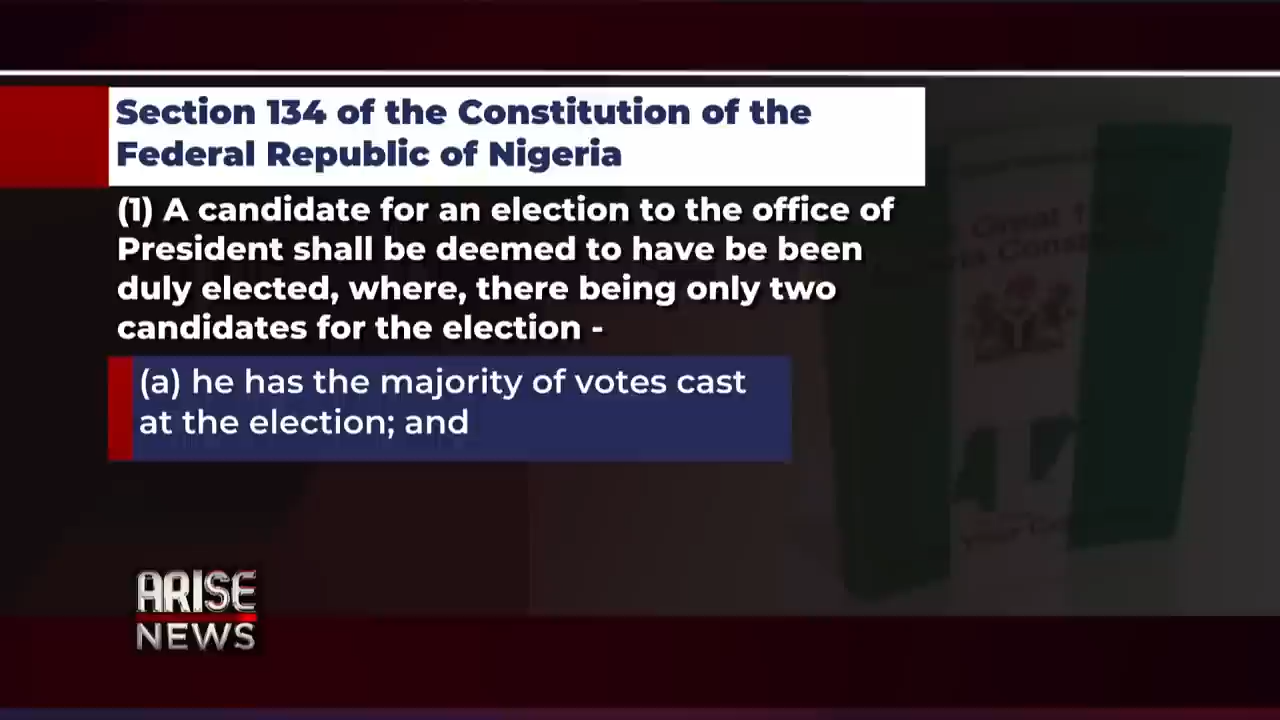 Section 134 of the Constitution of the
Federal Republic of Nigeria
(1) A candidate for an election to the office of
President shall be deemed to have be been
duly elected, where, there being only two
candidates for the election -
(a) he has the majority of votes cast
at the election; and
ARISE
NEWS